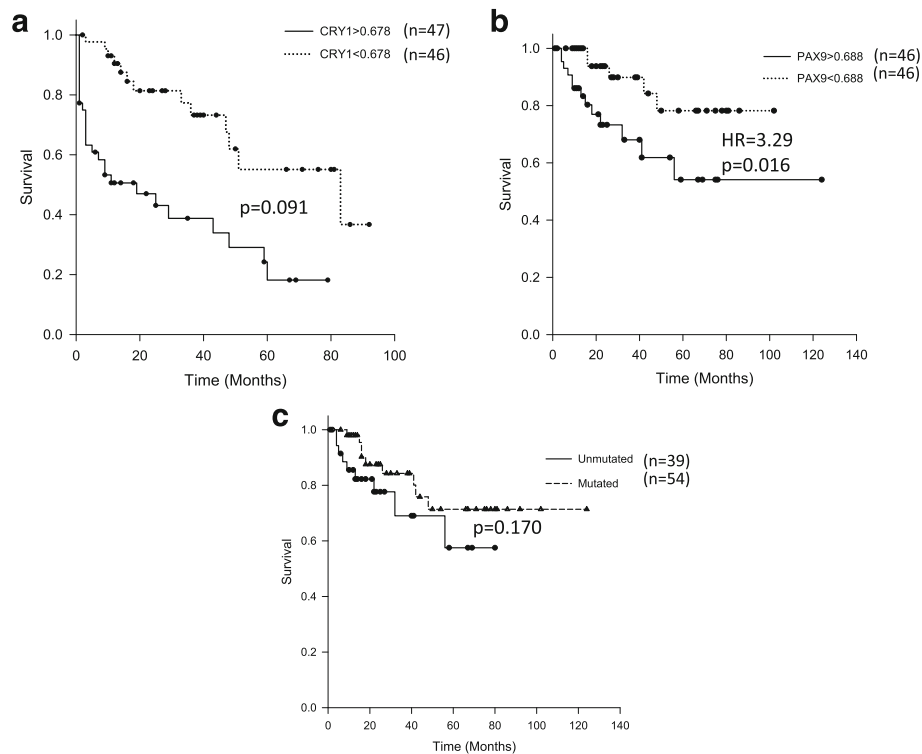 a
CRY1>0.678 (n=47)
CRY1<0.678 (n=46)
1.0
0.8
0.6
0.4
0.2
0.0
Survival
p=0.091
0 20 40 60 80 100
Time (Months)
b
PAX9>0.688 (n=46)
PAX9<0.688 (n=46)
1.0
0.8
0.6
0.4
0.2
0.0
Survival
HR=3.29
p=0.016
0 20 40 60 80 100 120 140
Time (Months)
c
Unmutated (n=39)
Mutated (n=54)
1.0
0.8
0.6
0.4
0.2
0.0
Survival
p=0.170
0 20 40 60 80 100 120 140
Time (Months)